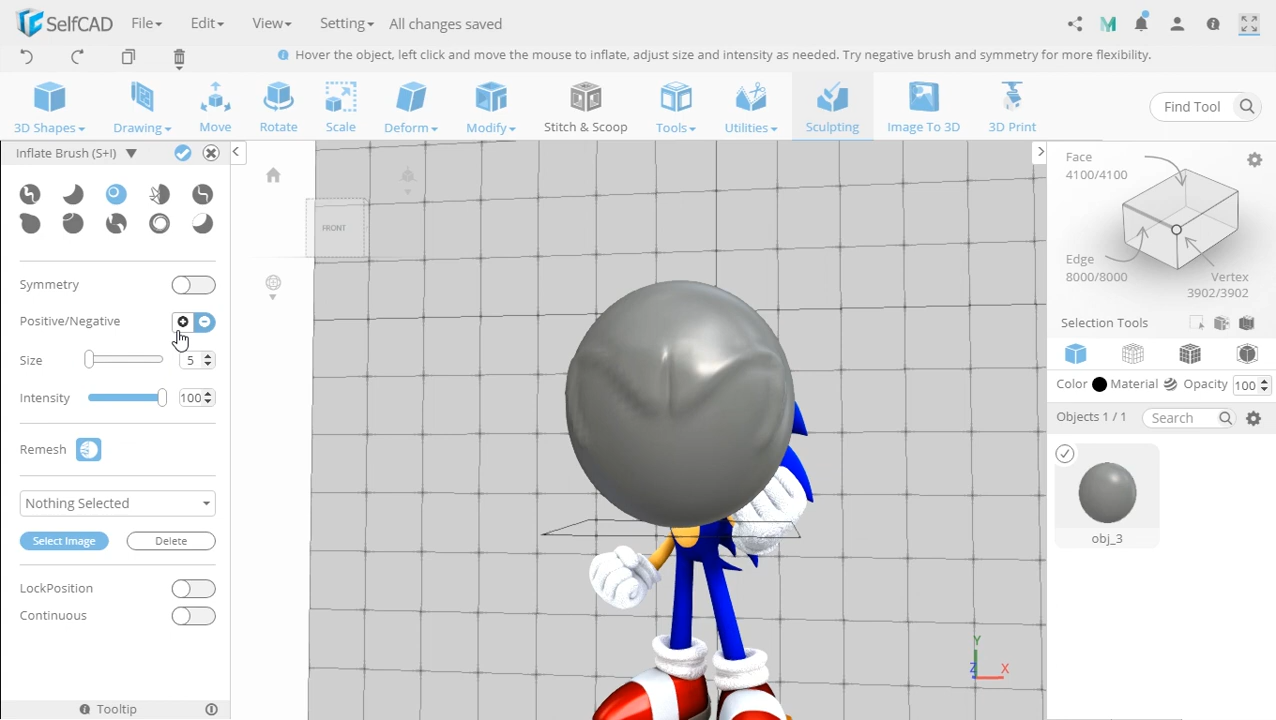 SelfCAD File Edit View Setting All changes saved
Hover the object, left click and move the mouse to inflate, adjust size and intensity as needed. Try negative brush and symmetry for more flexibility.
3D Shapes Drawing Move Rotate Scale Deform Modify Stitch & Scoop Tools Utilities Sculpting Image To 3D 3D Print Find Tool
Inflate Brush (S+I)
Symmetry
Positive/Negative
Size 5
Intensity 100
Remesh
Nothing Selected
Select Image Delete
LockPosition
Continuous
Tooltip
FRONT
Y
Z X
Face
4100/4100
Edge
8000/8000
Vertex
3902/3902
Selection Tools
Color Material Opacity 100
Objects 1 / 1 Search
obj_3